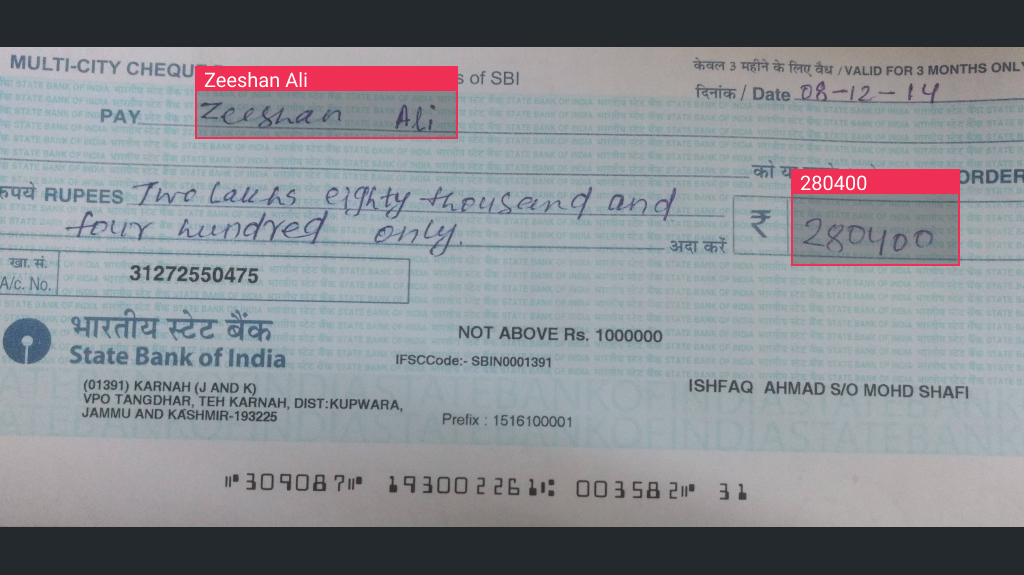 MULTI-CITY CHEQUE
s of SBI
केवल 3 महीने के लिए वैध / VALID FOR 3 MONTHS ONLY
Zeeshan Ali
दिनांक / Date 08-12-14
PAY Zeeshan Ali
को या
ORDER
280400
रुपये RUPEES Two Lakhs eighty thousand and
four hundred only.
अदा करें ₹ 280400
खा. सं.
A/c. No. 31272550475
भारतीय स्टेट बैंक
State Bank of India
NOT ABOVE Rs. 1000000
IFSCCode:- SBIN0001391
(01391) KARNAH (J AND K)
VPO TANGDHAR, TEH KARNAH, DIST:KUPWARA,
JAMMU AND KASHMIR-193225
ISHFAQ AHMAD S/O MOHD SHAFI
Prefix : 1516100001
⑈309087⑈ 193002261⑆ 003582⑈ 31